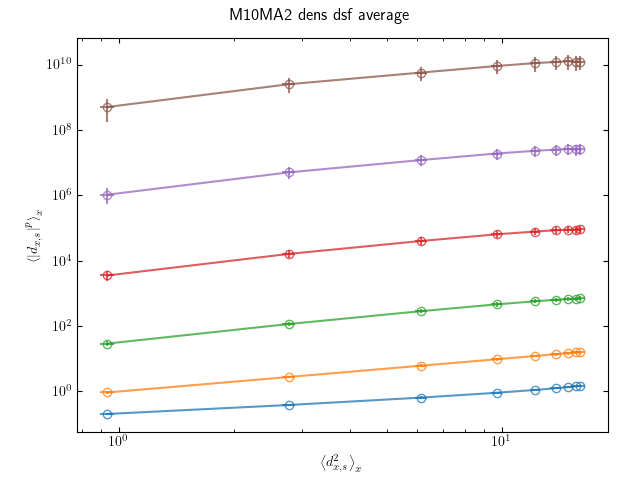 M10MA2 dens dsf average
10^{10}
10^{8}
10^{6}
10^{4}
10^{2}
10^{0}
⟨|d_{x,s}|^p⟩_x
10^{0} 10^{1}
⟨d^2_{x,s}⟩_x